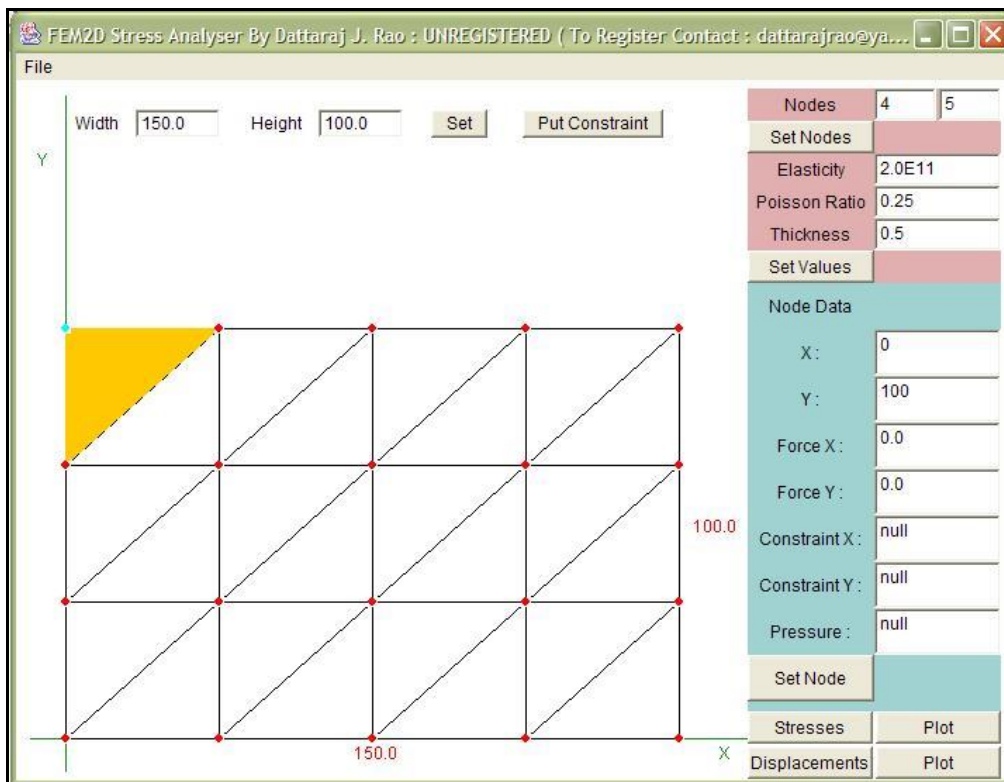 FEM2D Stress Analyser By Dattaraj J. Rao : UNREGISTERED ( To Register Contact : dattarajrao@ya...
File
Width 150.0 Height 100.0 Set Put Constraint
Y
Nodes 4 5
Set Nodes
Elasticity 2.0E11
Poisson Ratio 0.25
Thickness 0.5
Set Values
Node Data
X : 0
Y : 100
Force X : 0.0
Force Y : 0.0
Constraint X : null
Constraint Y : null
Pressure : null
Set Node
Stresses Plot
Displacements Plot
100.0
150.0
X